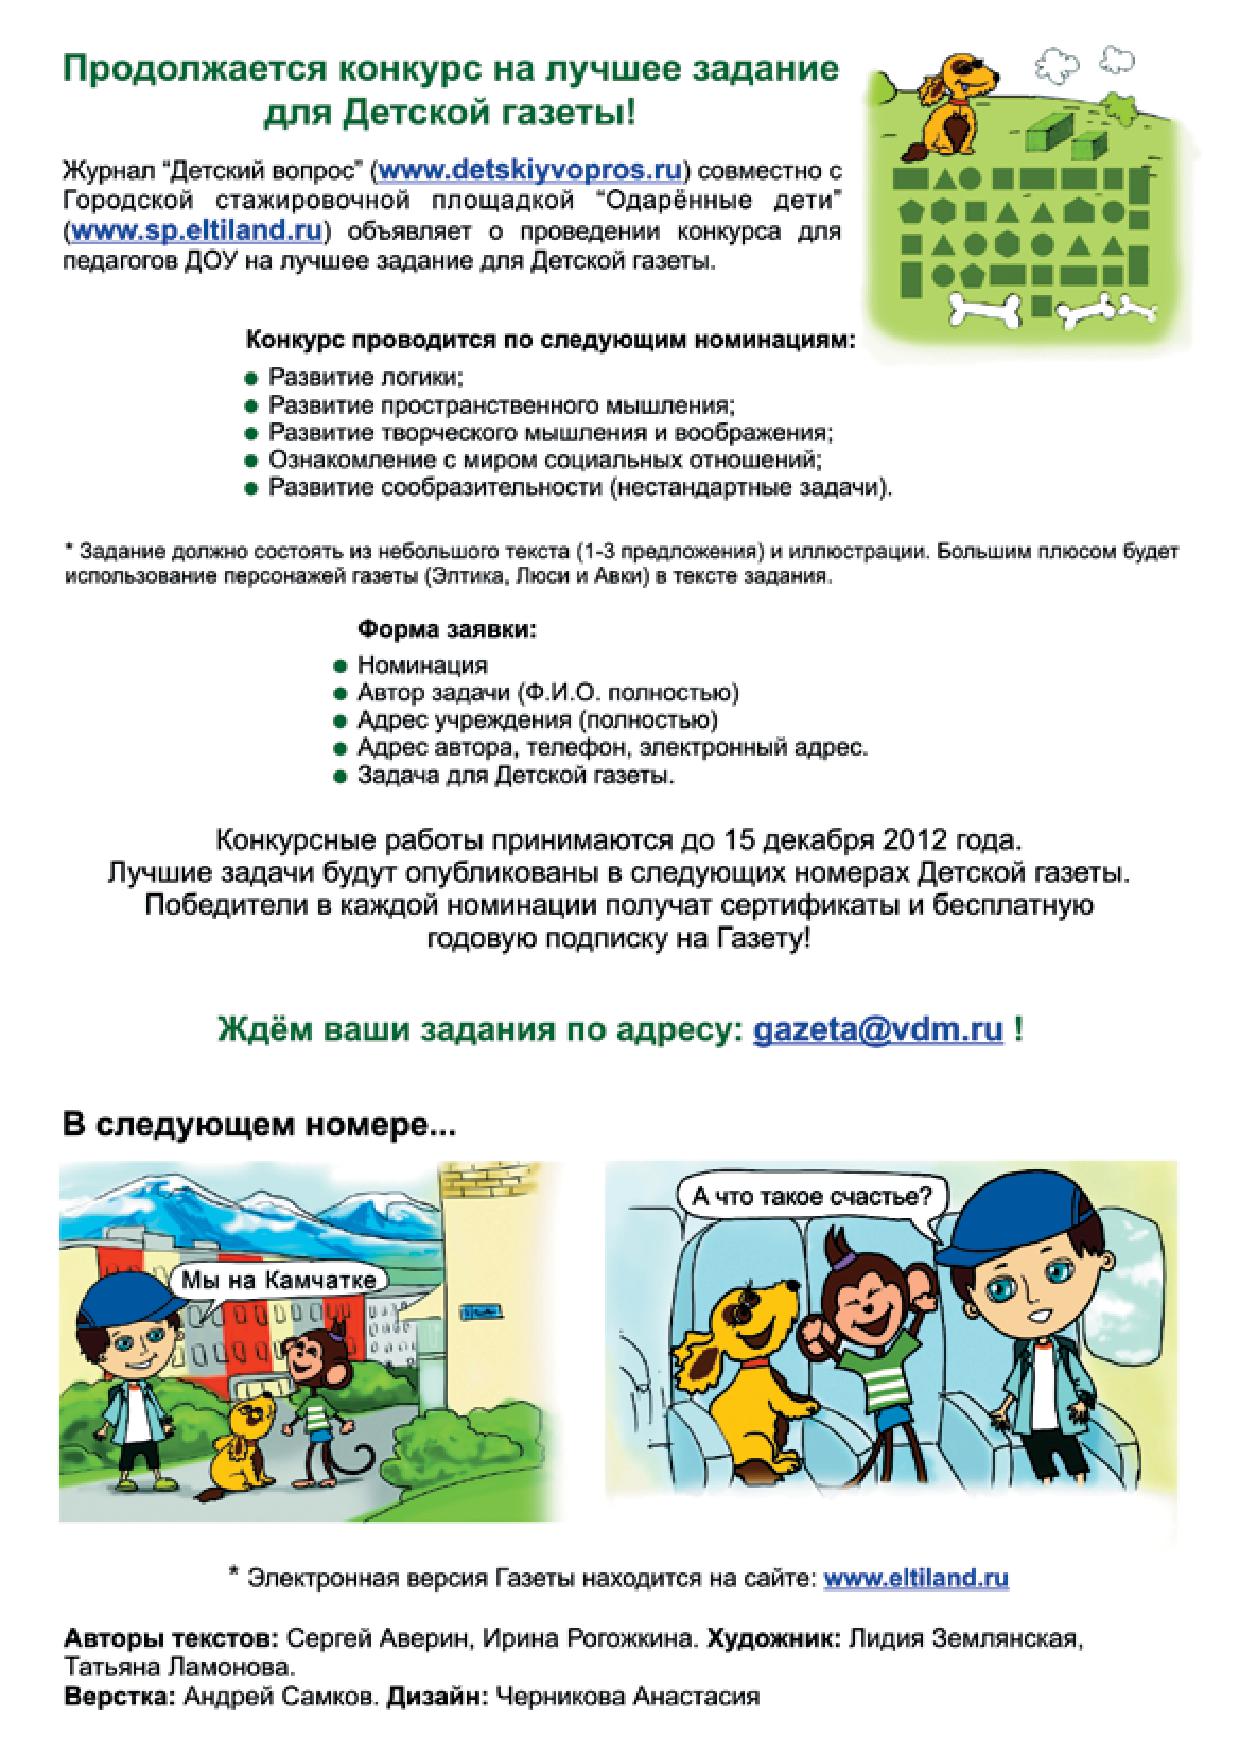 Продолжается конкурс на лучшее задание
для Детской газеты!
Журнал “Детский вопрос” (www.detskiyvopros.ru) совместно с
Городской стажировочной площадкой “Одарённые дети”
(www.sp.eltiland.ru) объявляет о проведении конкурса для
педагогов ДОУ на лучшее задание для Детской газеты.
Конкурс проводится по следующим номинациям:
● Развитие логики;
● Развитие пространственного мышления;
● Развитие творческого мышления и воображения;
● Ознакомление с миром социальных отношений;
● Развитие сообразительности (нестандартные задачи).
* Задание должно состоять из небольшого текста (1-3 предложения) и иллюстрации. Большим плюсом будет
использование персонажей газеты (Элтика, Люси и Авки) в тексте задания.
Форма заявки:
● Номинация
● Автор задачи (Ф.И.О. полностью)
● Адрес учреждения (полностью)
● Адрес автора, телефон, электронный адрес.
● Задача для Детской газеты.
Конкурсные работы принимаются до 15 декабря 2012 года.
Лучшие задачи будут опубликованы в следующих номерах Детской газеты.
Победители в каждой номинации получат сертификаты и бесплатную
годовую подписку на Газету!
Ждём ваши задания по адресу: gazeta@vdm.ru !
В следующем номере...
Мы на Камчатке
А что такое счастье?
* Электронная версия Газеты находится на сайте: www.eltiland.ru
Авторы текстов: Сергей Аверин, Ирина Рогожкина. Художник: Лидия Землянская,
Татьяна Ламонова.
Верстка: Андрей Самков. Дизайн: Черникова Анастасия